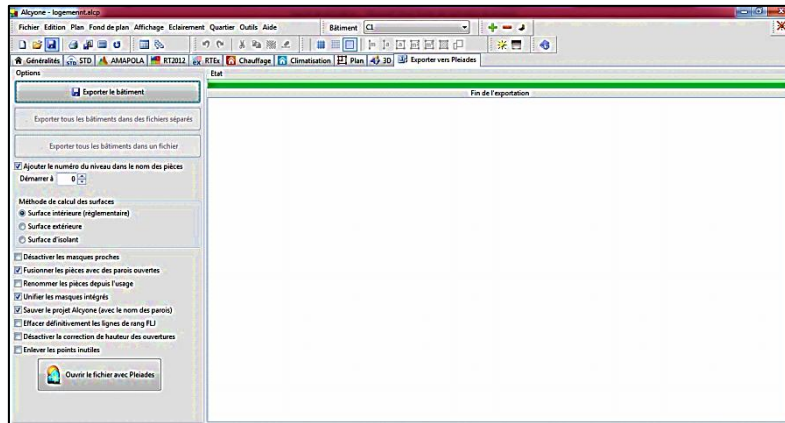 Alcyone - logemennt.alcp
Fichier Edition Plan Fond de plan Affichage Eclairement Quartier Outils Aide
Bâtiment C1
Généralités STD AMAPOLA RT2012 RTEx Chauffage Climatisation Plan 3D Exporter vers Pleiades
Options
Etat
Exporter le bâtiment
Fin de l'exportation
Exporter tous les bâtiments dans des fichiers séparés
Exporter tous les bâtiments dans un fichier
Ajouter le numéro du niveau dans le nom des pièces
Démarrer à 0
Méthode de calcul des surfaces
Surface intérieure (réglementaire)
Surface extérieure
Surface d'isolant
Désactiver les masques proches
Fusionner les pièces avec des parois ouvertes
Renommer les pièces depuis l'usage
Unifier les masques intégrés
Sauver le projet Alcyone (avec le nom des parois)
Effacer définitivement les lignes de rang FLJ
Désactiver la correction de hauteur des ouvertures
Enlever les points inutiles
Ouvrir le fichier avec Pleiades